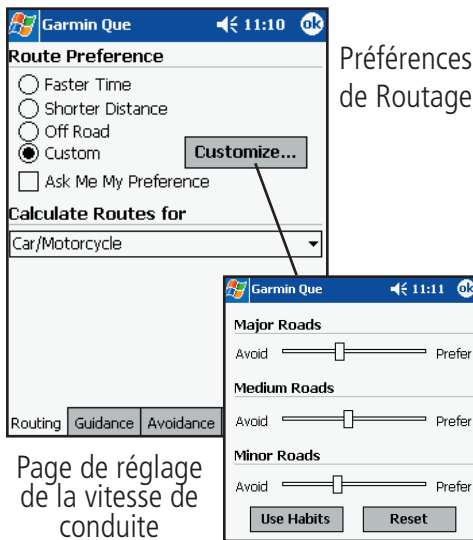 Garmin Que 11:10 ok
Route Preference
Faster Time
Shorter Distance
Off Road
Custom
Customize...
Ask Me My Preference
Calculate Routes for
Car/Motorcycle
Routing Guidance Avoidance
Préférences
de Routage
Garmin Que 11:11 ok
Major Roads
Avoid Prefer
Medium Roads
Avoid Prefer
Minor Roads
Avoid Prefer
Use Habits Reset
Page de réglage
de la vitesse de
conduite